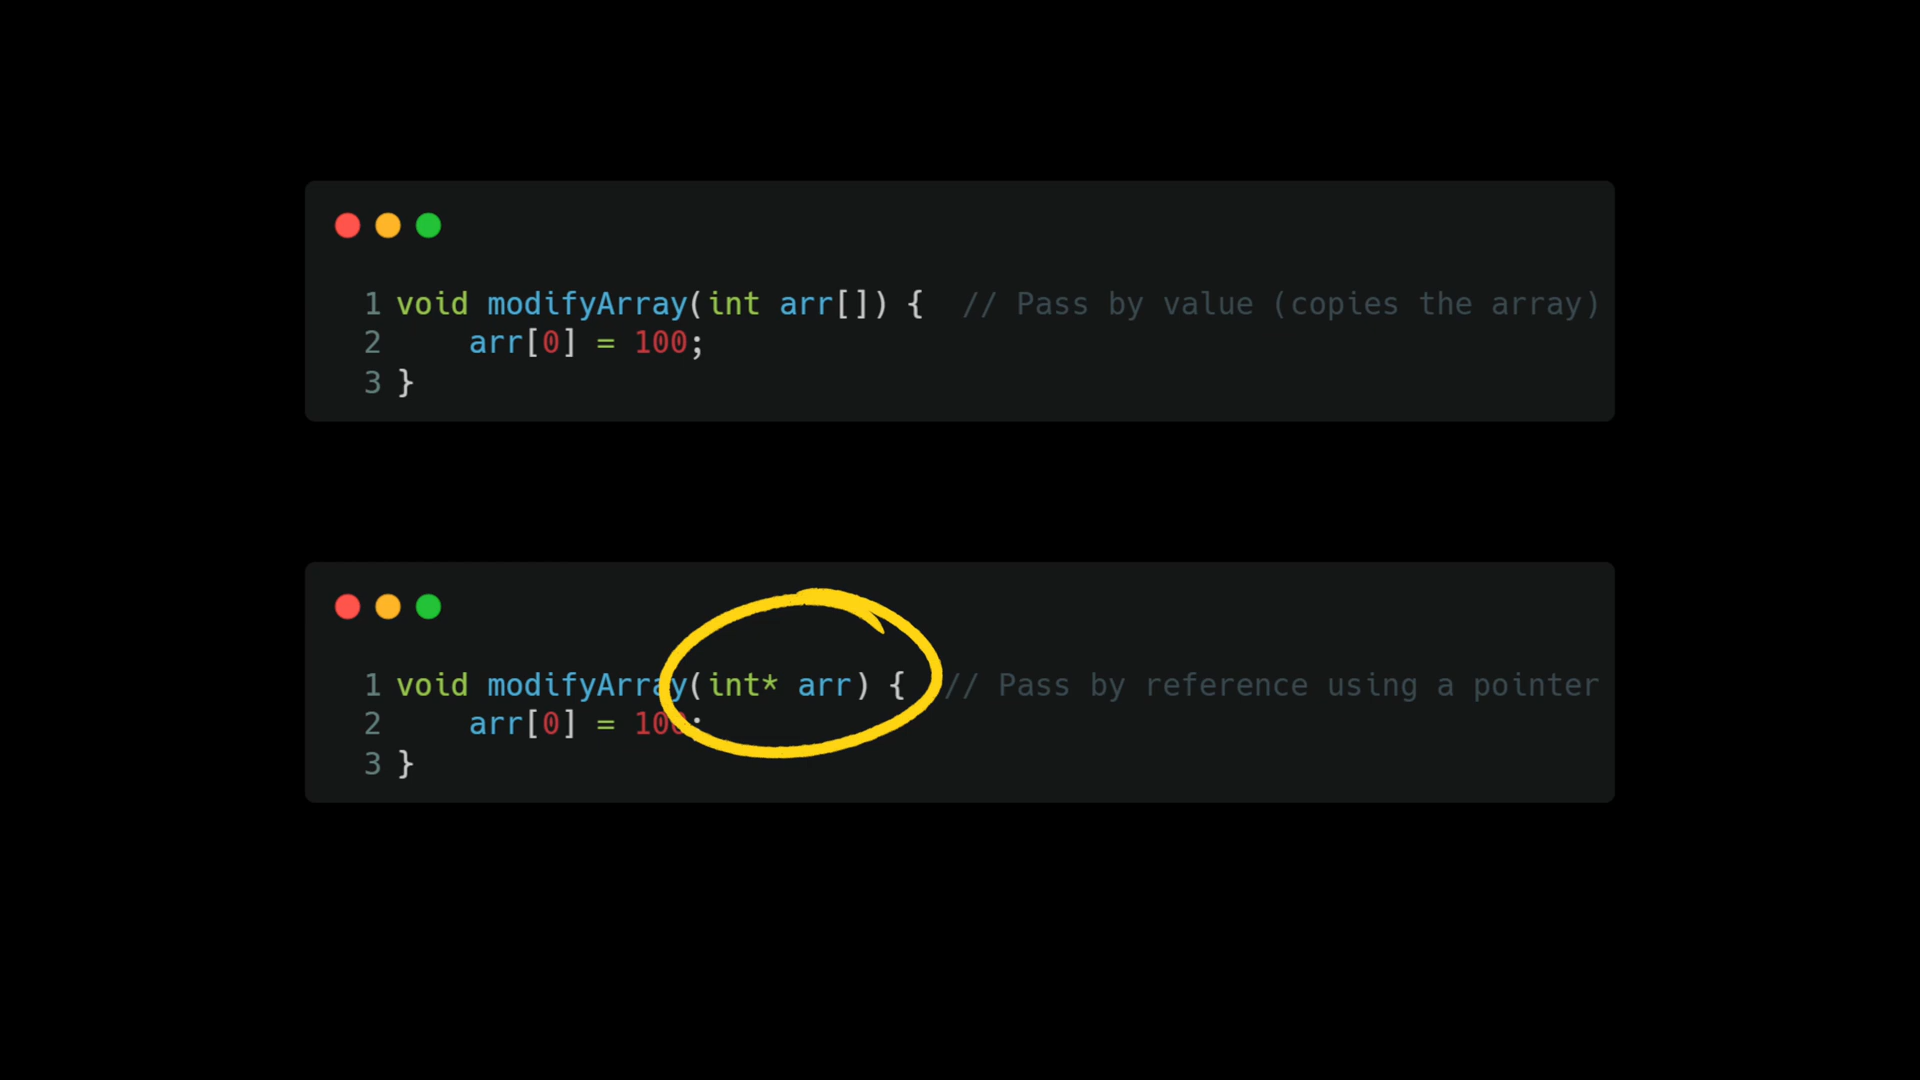 1 void modifyArray(int arr[]) {  // Pass by value (copies the array)
2     arr[0] = 100;
3 }
1 void modifyArray(int* arr) {  // Pass by reference using a pointer
2     arr[0] = 100;
3 }